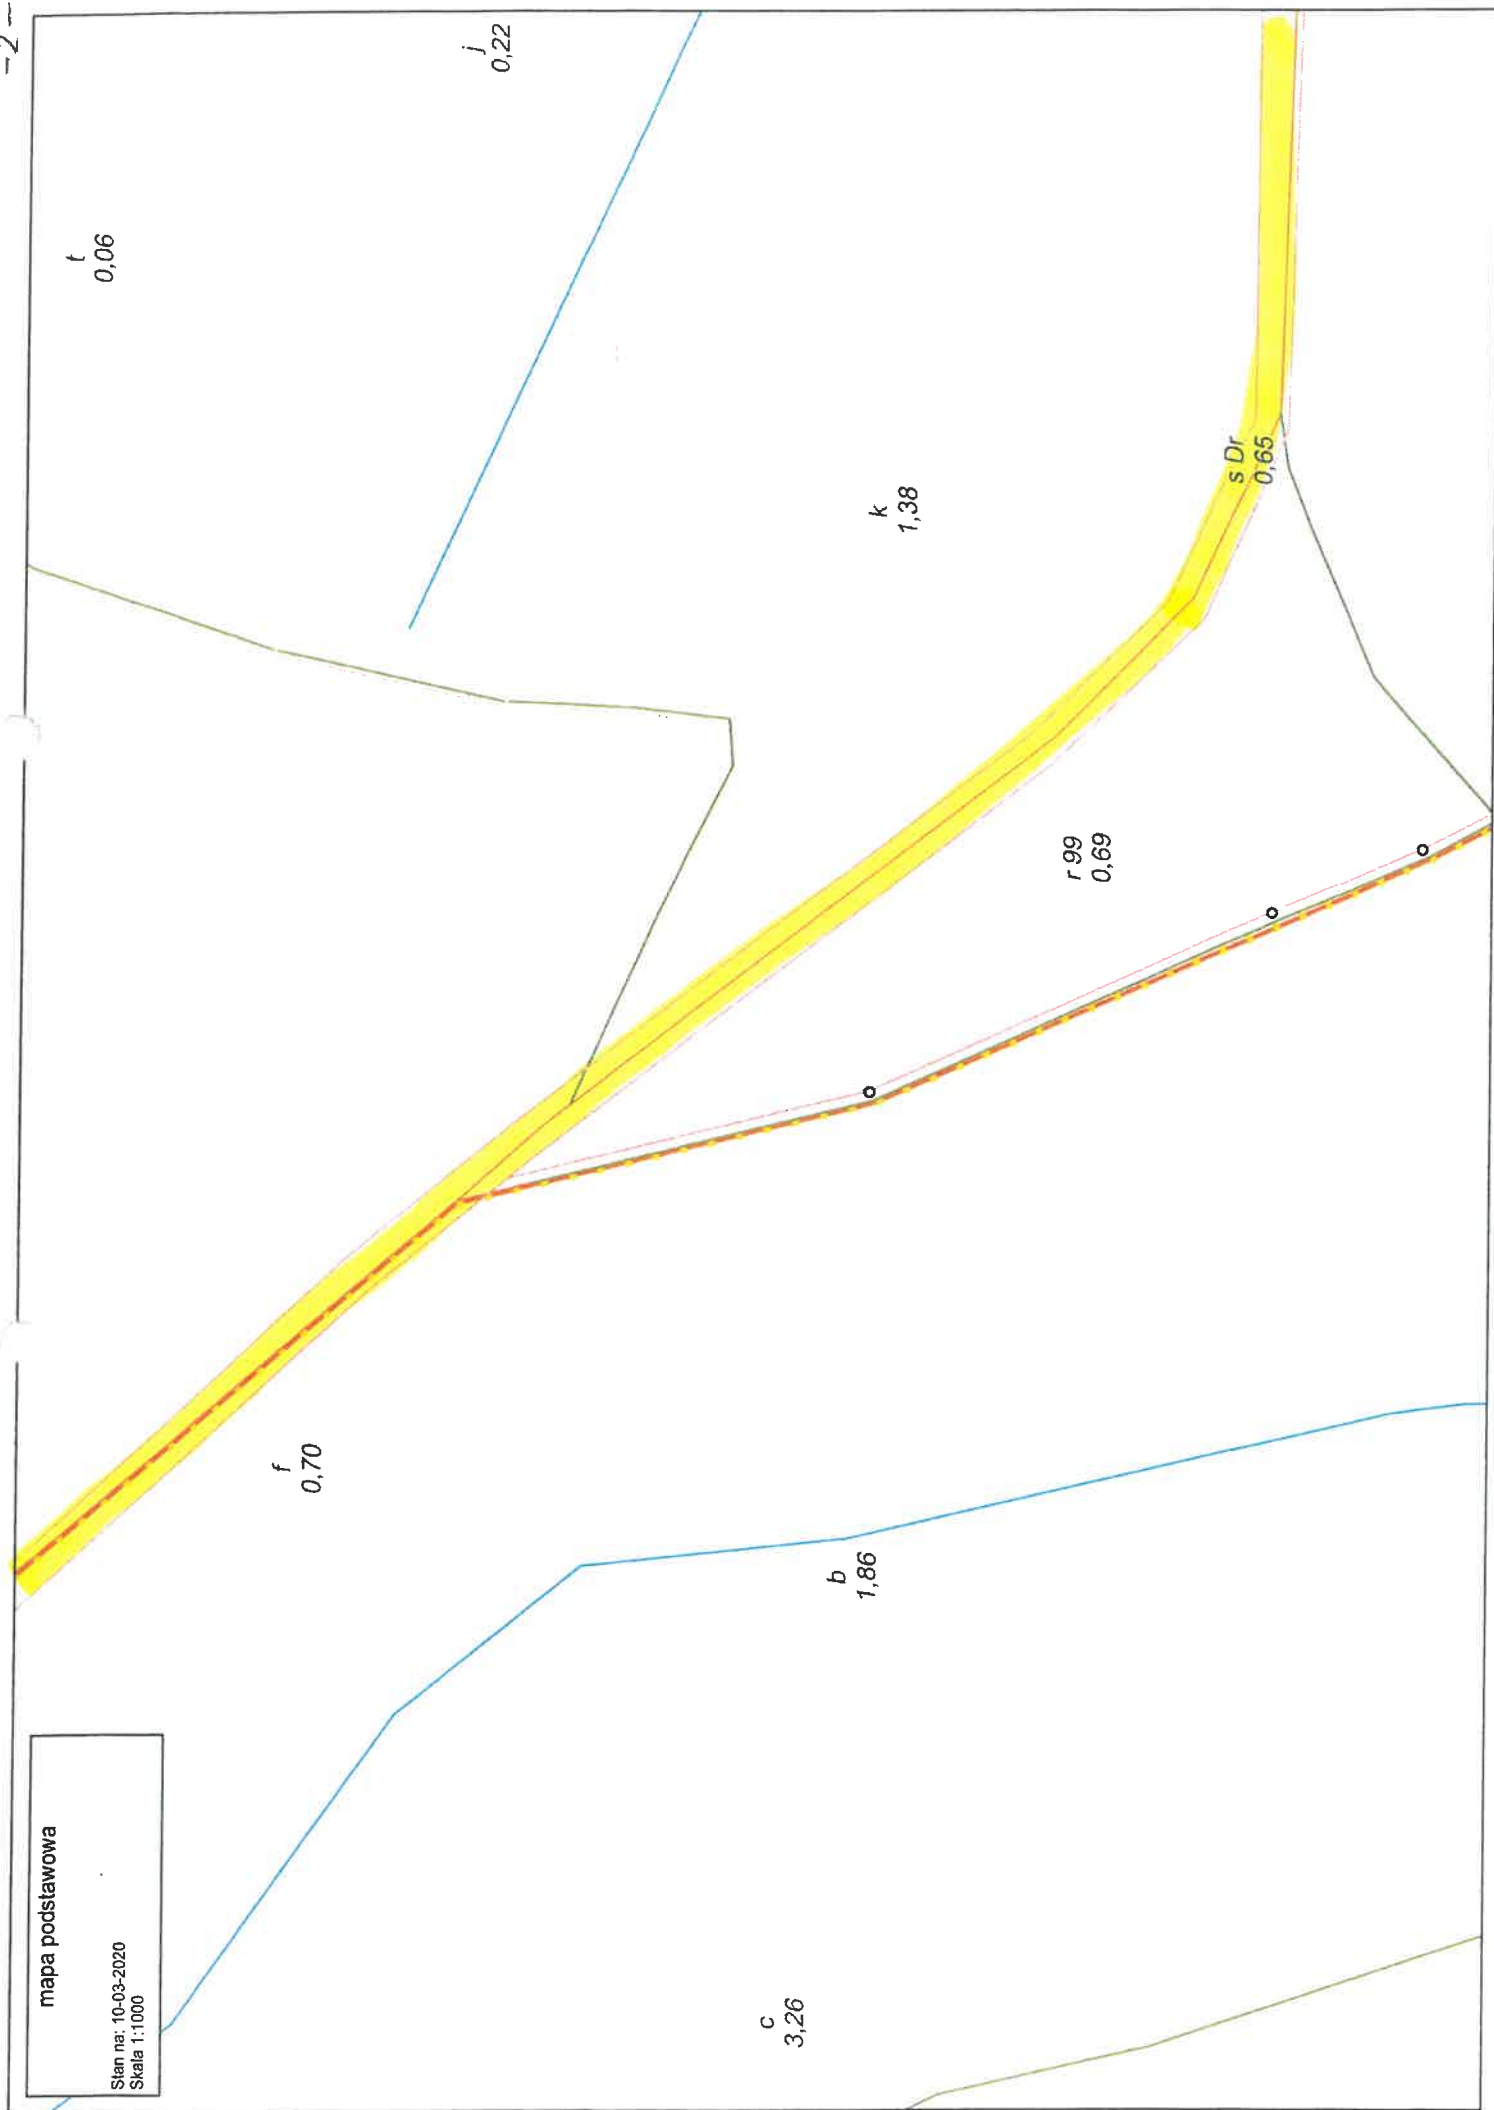 - 2 -
mapa podstawowa
Stan na: 10-03-2020
Skala 1:1000
t
0,06
j
0,22
f
0,70
k
1,38
s Dr
0,65
r 99
0,69
b
1,86
c
3,26